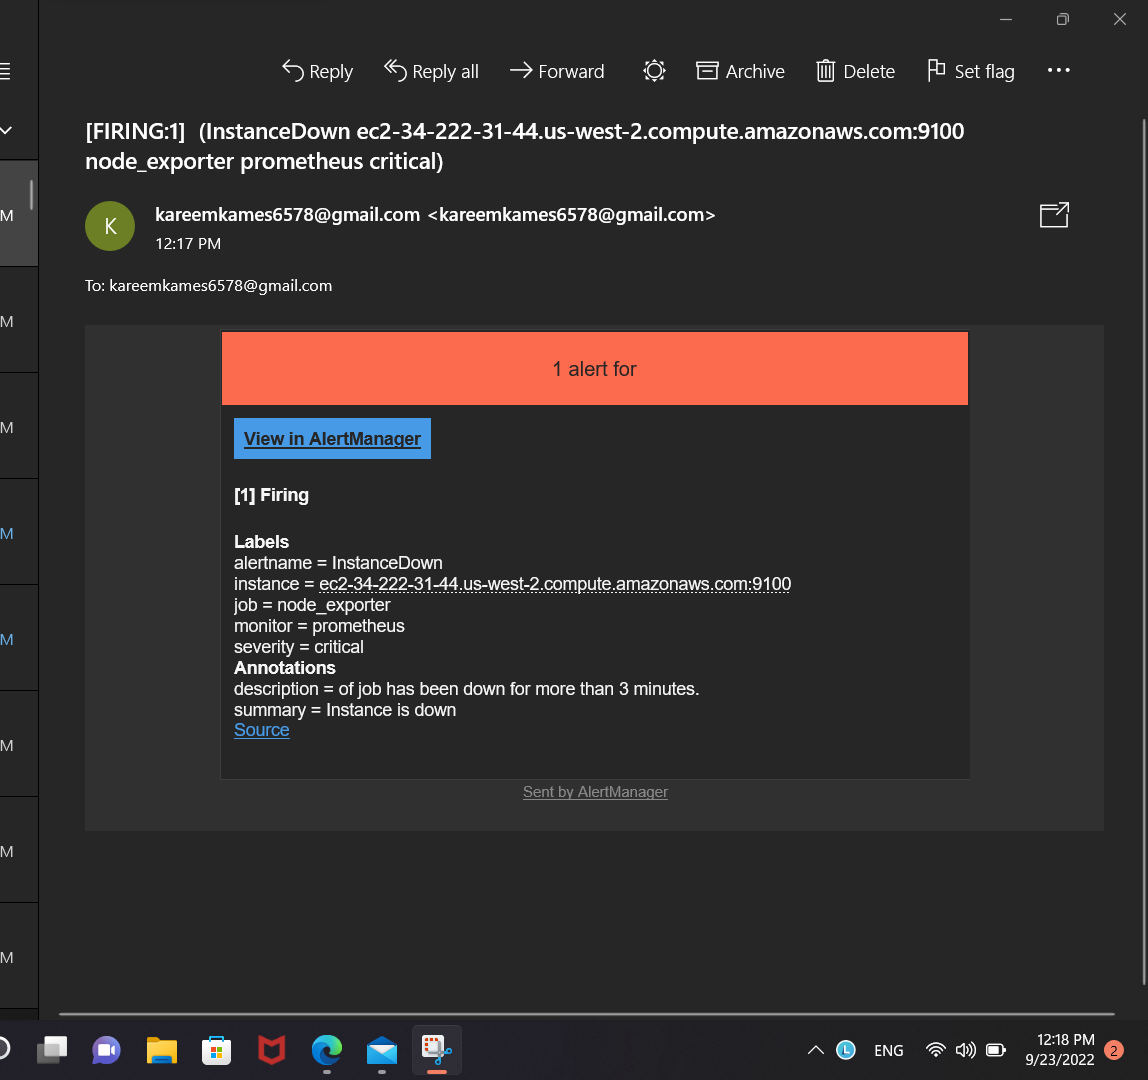 Reply
Reply all
Forward
Archive
Delete
Set flag
[FIRING:1] (InstanceDown ec2-34-222-31-44.us-west-2.compute.amazonaws.com:9100
node_exporter prometheus critical)
K
kareemkames6578@gmail.com <kareemkames6578@gmail.com>
12:17 PM
To: kareemkames6578@gmail.com
M
M
M
M
M
M
M
M
1 alert for
View in AlertManager
[1] Firing
Labels
alertname = InstanceDown
instance = ec2-34-222-31-44.us-west-2.compute.amazonaws.com:9100
job = node_exporter
monitor = prometheus
severity = critical
Annotations
description = of job has been down for more than 3 minutes.
summary = Instance is down
Source
Sent by AlertManager
L
ENG
12:18 PM
9/23/2022
2